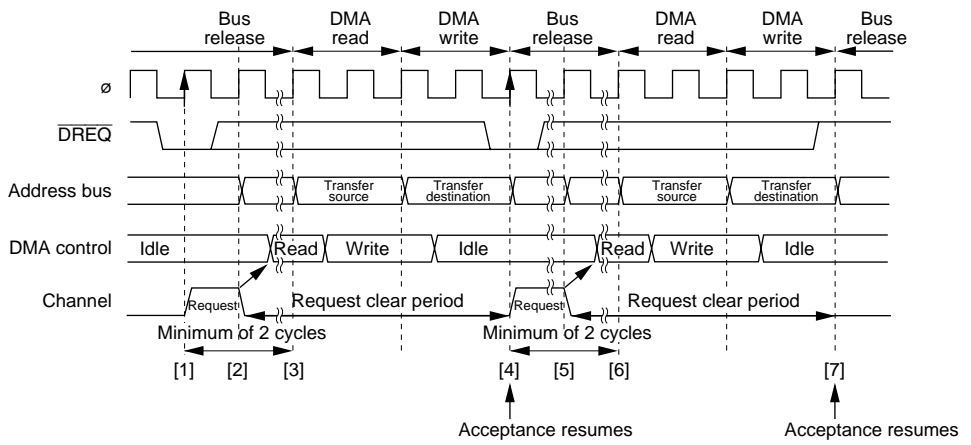 Bus release
DMA read
DMA write
Bus release
DMA read
DMA write
Bus release
ø
DREQ
Address bus
Transfer source
Transfer destination
Transfer source
Transfer destination
DMA control
Idle
Read
Write
Idle
Read
Write
Idle
Channel
Request
Request clear period
Request
Request clear period
Minimum of 2 cycles
Minimum of 2 cycles
[1]
[2]
[3]
[4]
[5]
[6]
[7]
Acceptance resumes
Acceptance resumes